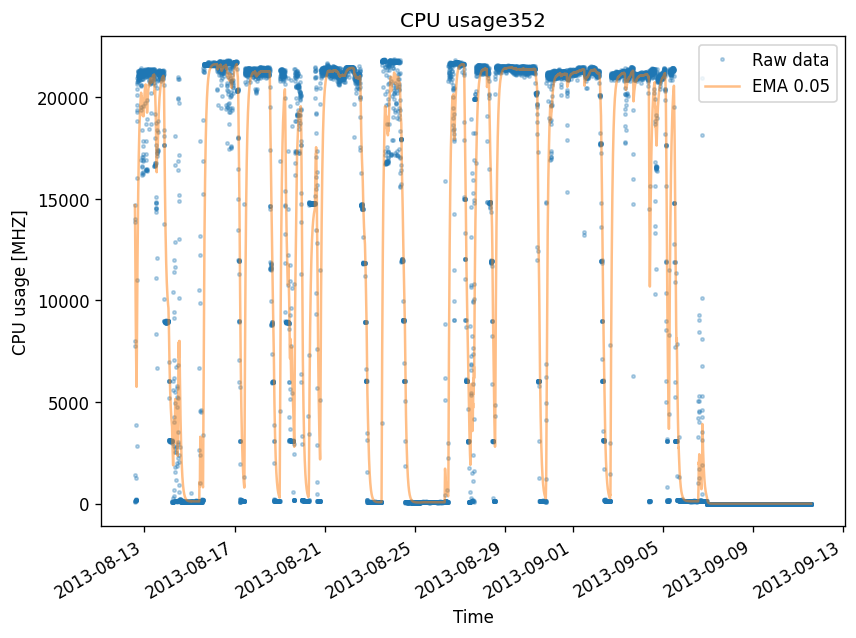 CPU usage352
Raw data
EMA 0.05
CPU usage [MHZ]
20000
15000
10000
5000
0
2013-08-13
2013-08-17
2013-08-21
2013-08-25
2013-08-29
2013-09-01
2013-09-05
2013-09-09
2013-09-13
Time